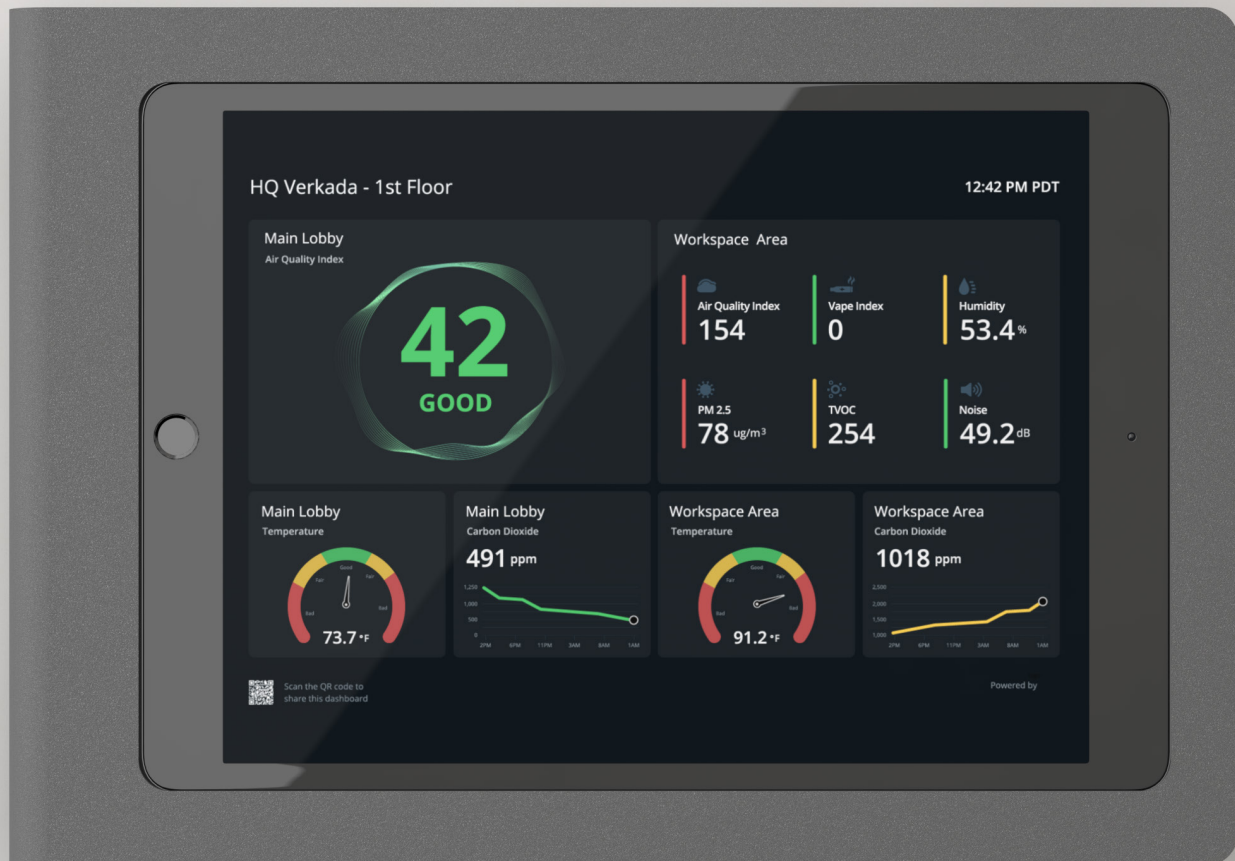 HQ Verkada - 1st Floor
12:42 PM PDT
Main Lobby
Air Quality Index
42
GOOD
Workspace Area
Air Quality Index
154
Vape Index
0
Humidity
53.4 %
PM 2.5
78 ug/m³
TVOC
254
Noise
49.2 dB
Main Lobby
Temperature
Good
Fair Fair
Bad Bad
73.7 °F
Main Lobby
Carbon Dioxide
491 ppm
1,250
1,000
500
0
2PM 6PM 11PM 3AM 8AM 1AM
Workspace Area
Temperature
Good
Fair Fair
Bad Bad
91.2 °F
Workspace Area
Carbon Dioxide
1018 ppm
2,500
2,000
1,500
1,000
2PM 6PM 11PM 3AM 8AM 1AM
Scan the QR code to
share this dashboard
Powered by